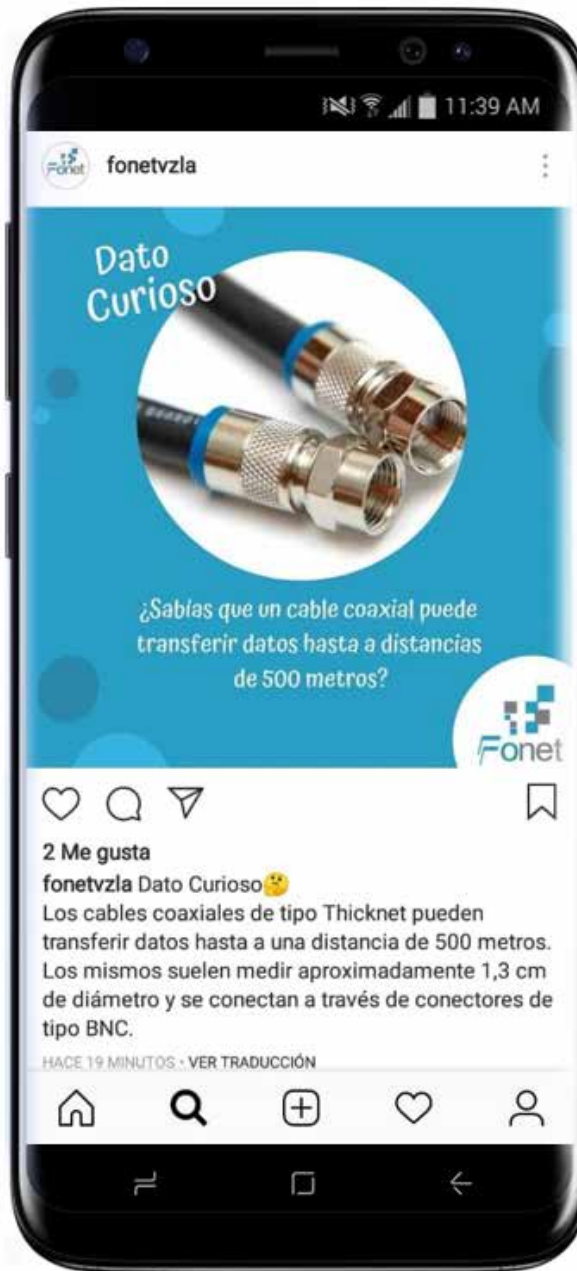 11:39 AM
Fonet
fonetvzla
Dato
Curioso
¿Sabías que un cable coaxial puede
transferir datos hasta a distancias
de 500 metros?
Fonet
2 Me gusta
fonetvzla Dato Curioso🤔
Los cables coaxiales de tipo Thicknet pueden
transferir datos hasta a una distancia de 500 metros.
Los mismos suelen medir aproximadamente 1,3 cm
de diámetro y se conectan a través de conectores de
tipo BNC.
HACE 19 MINUTOS • VER TRADUCCIÓN